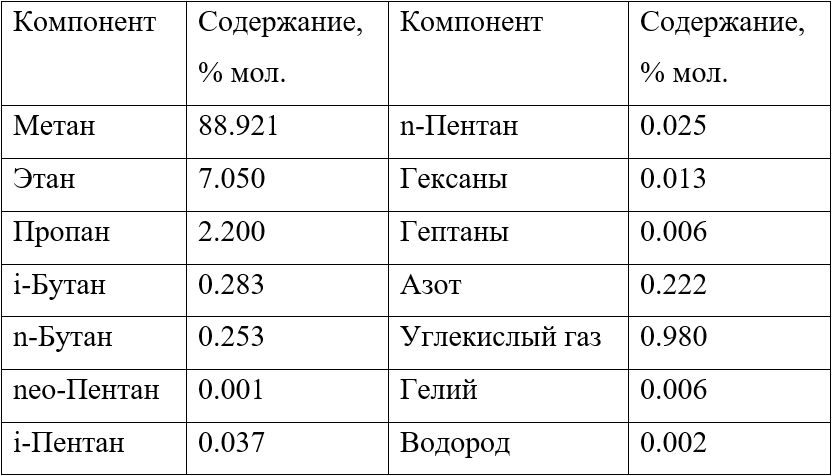 Компонент Содержание, Компонент Содержание,
% мол. % мол.
Метан 88.921 n-Пентан 0.025
Этан 7.050 Гексаны 0.013
Пропан 2.200 Гептаны 0.006
i-Бутан 0.283 Азот 0.222
n-Бутан 0.253 Углекислый газ 0.980
neo-Пентан 0.001 Гелий 0.006
i-Пентан 0.037 Водород 0.002